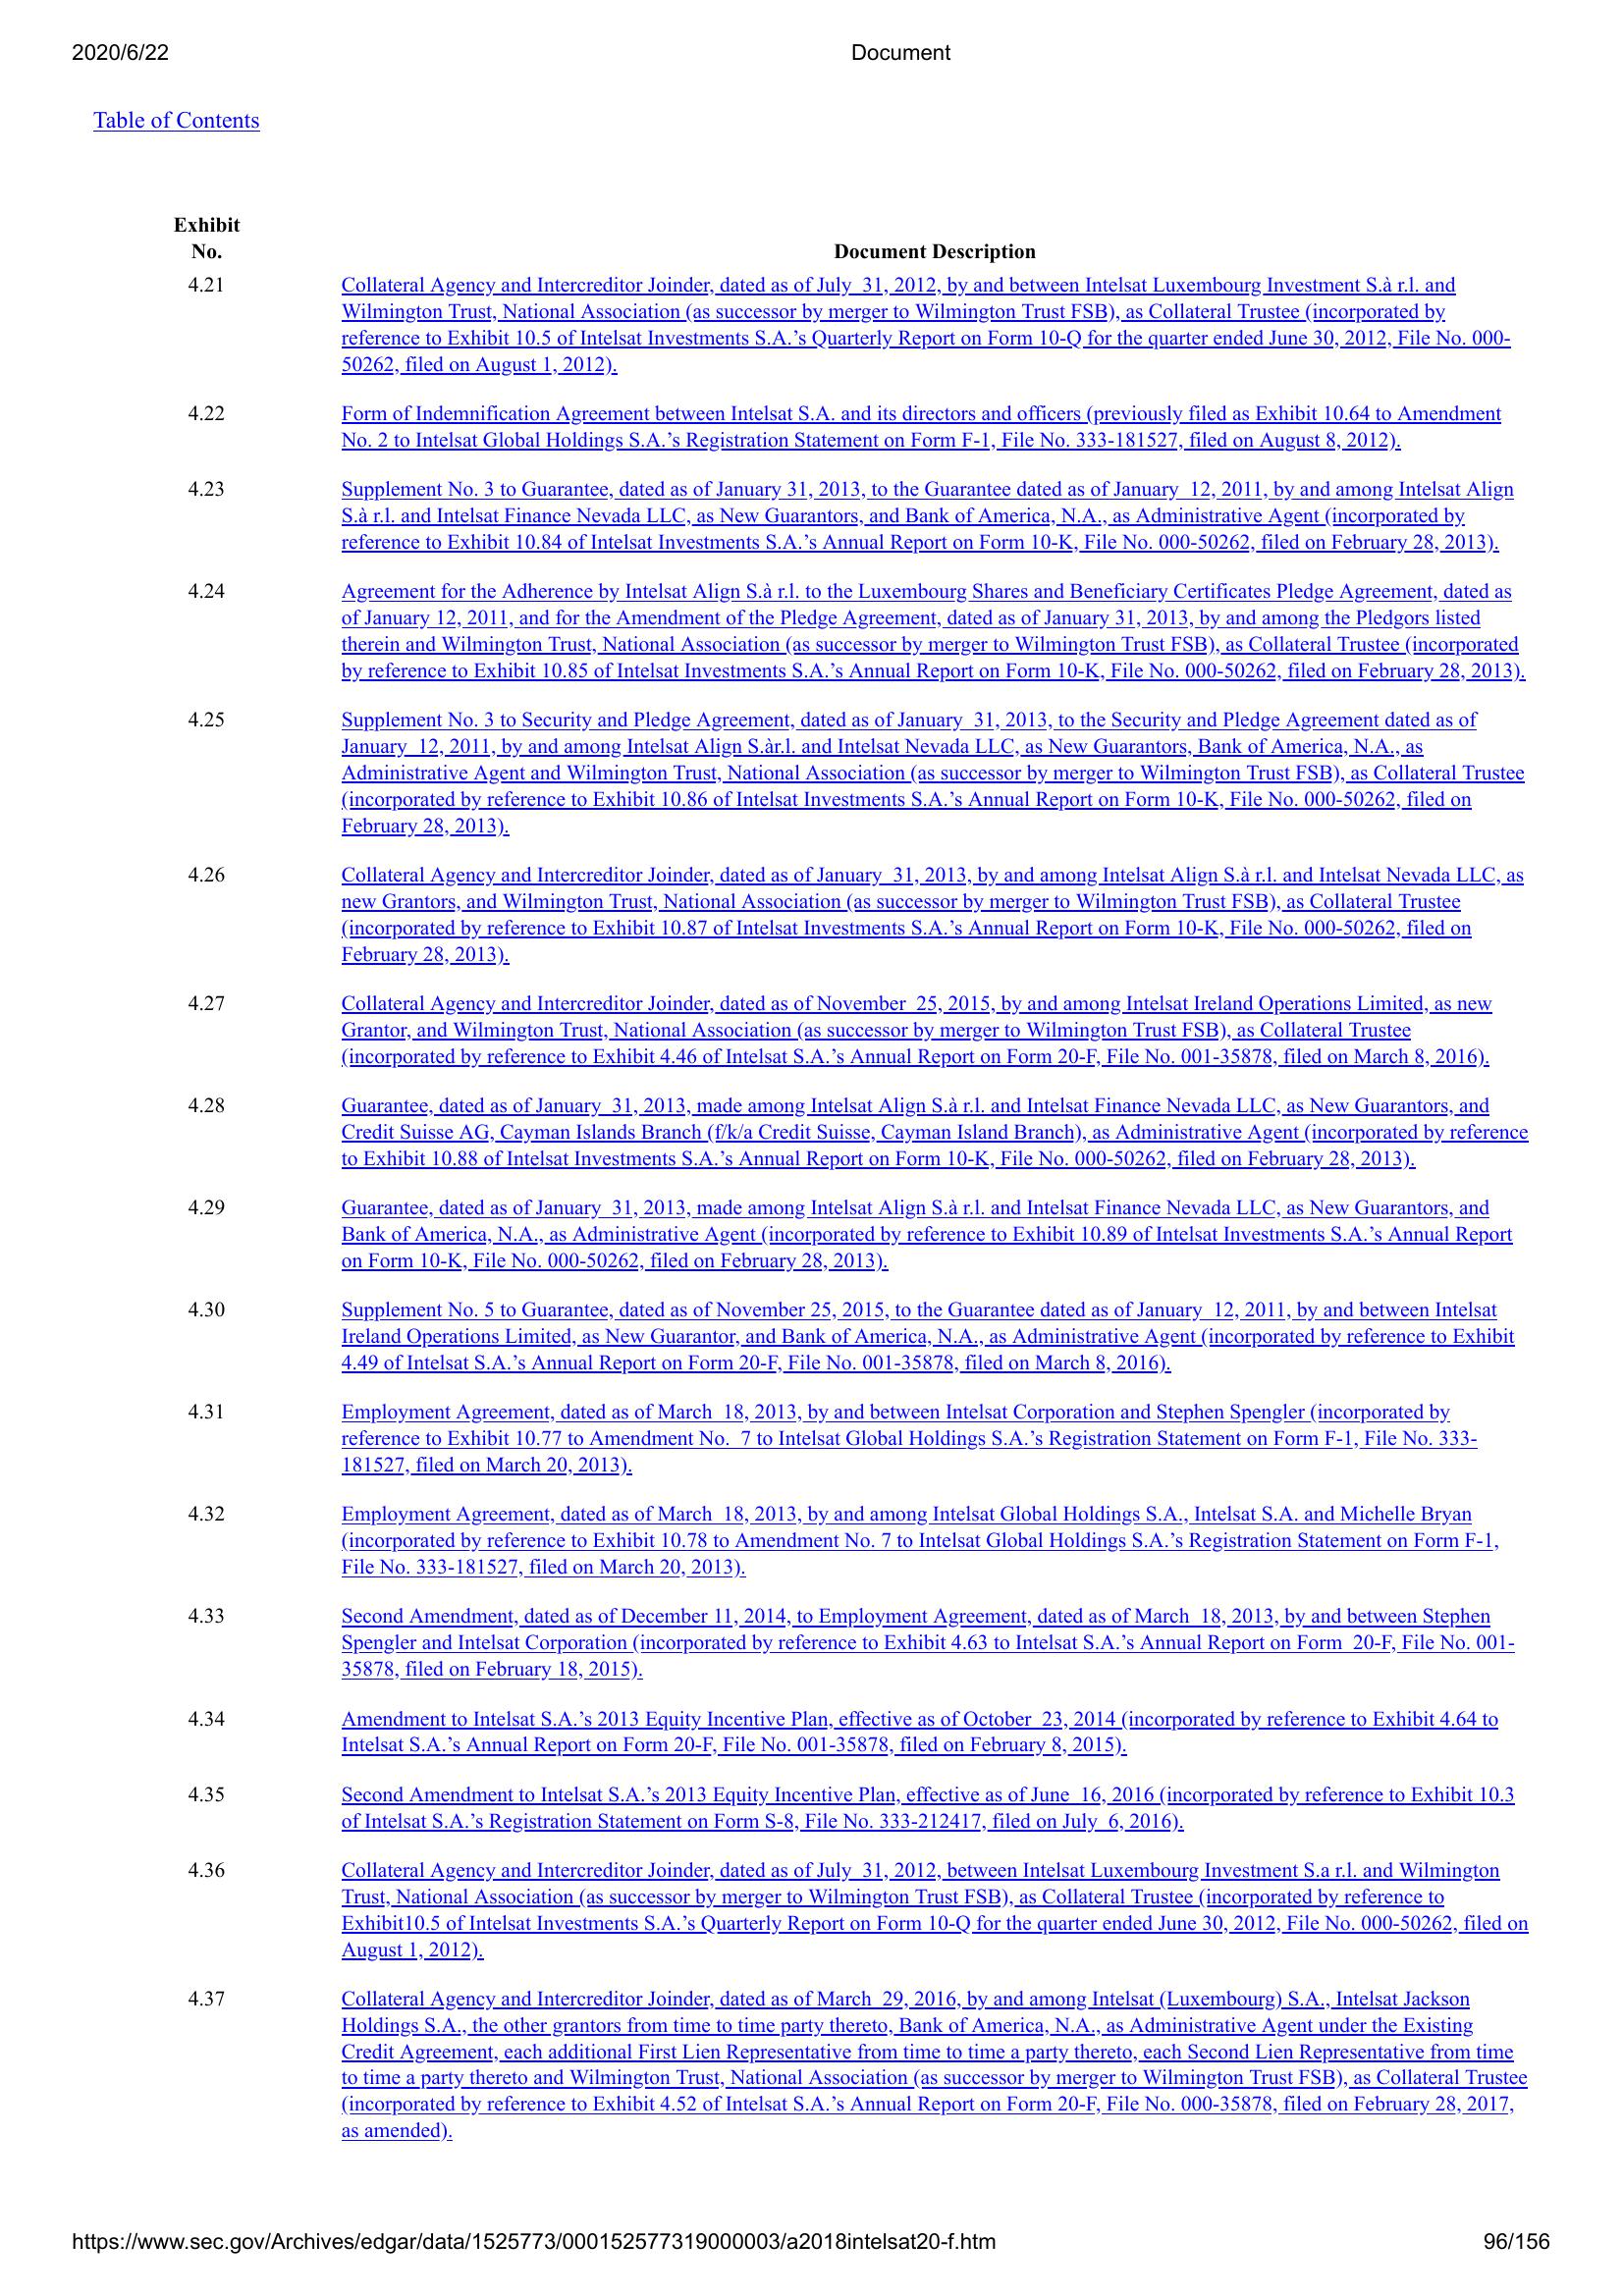 2020/6/22 Document
Table of Contents
Exhibit
No. Document Description
4.21 Collateral Agency and Intercreditor Joinder, dated as of July 31, 2012, by and between Intelsat Luxembourg Investment S.à r.l. and
Wilmington Trust, National Association (as successor by merger to Wilmington Trust FSB), as Collateral Trustee (incorporated by
reference to Exhibit 10.5 of Intelsat Investments S.A.’s Quarterly Report on Form 10-Q for the quarter ended June 30, 2012, File No. 000-
50262, filed on August 1, 2012).
4.22 Form of Indemnification Agreement between Intelsat S.A. and its directors and officers (previously filed as Exhibit 10.64 to Amendment
No. 2 to Intelsat Global Holdings S.A.’s Registration Statement on Form F-1, File No. 333-181527, filed on August 8, 2012).
4.23 Supplement No. 3 to Guarantee, dated as of January 31, 2013, to the Guarantee dated as of January 12, 2011, by and among Intelsat Align
S.à r.l. and Intelsat Finance Nevada LLC, as New Guarantors, and Bank of America, N.A., as Administrative Agent (incorporated by
reference to Exhibit 10.84 of Intelsat Investments S.A.’s Annual Report on Form 10-K, File No. 000-50262, filed on February 28, 2013).
4.24 Agreement for the Adherence by Intelsat Align S.à r.l. to the Luxembourg Shares and Beneficiary Certificates Pledge Agreement, dated as
of January 12, 2011, and for the Amendment of the Pledge Agreement, dated as of January 31, 2013, by and among the Pledgors listed
therein and Wilmington Trust, National Association (as successor by merger to Wilmington Trust FSB), as Collateral Trustee (incorporated
by reference to Exhibit 10.85 of Intelsat Investments S.A.’s Annual Report on Form 10-K, File No. 000-50262, filed on February 28, 2013).
4.25 Supplement No. 3 to Security and Pledge Agreement, dated as of January 31, 2013, to the Security and Pledge Agreement dated as of
January 12, 2011, by and among Intelsat Align S.àr.l. and Intelsat Nevada LLC, as New Guarantors, Bank of America, N.A., as
Administrative Agent and Wilmington Trust, National Association (as successor by merger to Wilmington Trust FSB), as Collateral Trustee
(incorporated by reference to Exhibit 10.86 of Intelsat Investments S.A.’s Annual Report on Form 10-K, File No. 000-50262, filed on
February 28, 2013).
4.26 Collateral Agency and Intercreditor Joinder, dated as of January 31, 2013, by and among Intelsat Align S.à r.l. and Intelsat Nevada LLC, as
new Grantors, and Wilmington Trust, National Association (as successor by merger to Wilmington Trust FSB), as Collateral Trustee
(incorporated by reference to Exhibit 10.87 of Intelsat Investments S.A.’s Annual Report on Form 10-K, File No. 000-50262, filed on
February 28, 2013).
4.27 Collateral Agency and Intercreditor Joinder, dated as of November 25, 2015, by and among Intelsat Ireland Operations Limited, as new
Grantor, and Wilmington Trust, National Association (as successor by merger to Wilmington Trust FSB), as Collateral Trustee
(incorporated by reference to Exhibit 4.46 of Intelsat S.A.’s Annual Report on Form 20-F, File No. 001-35878, filed on March 8, 2016).
4.28 Guarantee, dated as of January 31, 2013, made among Intelsat Align S.à r.l. and Intelsat Finance Nevada LLC, as New Guarantors, and
Credit Suisse AG, Cayman Islands Branch (f/k/a Credit Suisse, Cayman Island Branch), as Administrative Agent (incorporated by reference
to Exhibit 10.88 of Intelsat Investments S.A.’s Annual Report on Form 10-K, File No. 000-50262, filed on February 28, 2013).
4.29 Guarantee, dated as of January 31, 2013, made among Intelsat Align S.à r.l. and Intelsat Finance Nevada LLC, as New Guarantors, and
Bank of America, N.A., as Administrative Agent (incorporated by reference to Exhibit 10.89 of Intelsat Investments S.A.’s Annual Report
on Form 10-K, File No. 000-50262, filed on February 28, 2013).
4.30 Supplement No. 5 to Guarantee, dated as of November 25, 2015, to the Guarantee dated as of January 12, 2011, by and between Intelsat
Ireland Operations Limited, as New Guarantor, and Bank of America, N.A., as Administrative Agent (incorporated by reference to Exhibit
4.49 of Intelsat S.A.’s Annual Report on Form 20-F, File No. 001-35878, filed on March 8, 2016).
4.31 Employment Agreement, dated as of March 18, 2013, by and between Intelsat Corporation and Stephen Spengler (incorporated by
reference to Exhibit 10.77 to Amendment No. 7 to Intelsat Global Holdings S.A.’s Registration Statement on Form F-1, File No. 333-
181527, filed on March 20, 2013).
4.32 Employment Agreement, dated as of March 18, 2013, by and among Intelsat Global Holdings S.A., Intelsat S.A. and Michelle Bryan
(incorporated by reference to Exhibit 10.78 to Amendment No. 7 to Intelsat Global Holdings S.A.’s Registration Statement on Form F-1,
File No. 333-181527, filed on March 20, 2013).
4.33 Second Amendment, dated as of December 11, 2014, to Employment Agreement, dated as of March 18, 2013, by and between Stephen
Spengler and Intelsat Corporation (incorporated by reference to Exhibit 4.63 to Intelsat S.A.’s Annual Report on Form 20-F, File No. 001-
35878, filed on February 18, 2015).
4.34 Amendment to Intelsat S.A.’s 2013 Equity Incentive Plan, effective as of October 23, 2014 (incorporated by reference to Exhibit 4.64 to
Intelsat S.A.’s Annual Report on Form 20-F, File No. 001-35878, filed on February 8, 2015).
4.35 Second Amendment to Intelsat S.A.’s 2013 Equity Incentive Plan, effective as of June 16, 2016 (incorporated by reference to Exhibit 10.3
of Intelsat S.A.’s Registration Statement on Form S-8, File No. 333-212417, filed on July 6, 2016).
4.36 Collateral Agency and Intercreditor Joinder, dated as of July 31, 2012, between Intelsat Luxembourg Investment S.a r.l. and Wilmington
Trust, National Association (as successor by merger to Wilmington Trust FSB), as Collateral Trustee (incorporated by reference to
Exhibit10.5 of Intelsat Investments S.A.’s Quarterly Report on Form 10-Q for the quarter ended June 30, 2012, File No. 000-50262, filed on
August 1, 2012).
4.37 Collateral Agency and Intercreditor Joinder, dated as of March 29, 2016, by and among Intelsat (Luxembourg) S.A., Intelsat Jackson
Holdings S.A., the other grantors from time to time party thereto, Bank of America, N.A., as Administrative Agent under the Existing
Credit Agreement, each additional First Lien Representative from time to time a party thereto, each Second Lien Representative from time
to time a party thereto and Wilmington Trust, National Association (as successor by merger to Wilmington Trust FSB), as Collateral Trustee
(incorporated by reference to Exhibit 4.52 of Intelsat S.A.’s Annual Report on Form 20-F, File No. 000-35878, filed on February 28, 2017,
as amended).
https://www.sec.gov/Archives/edgar/data/1525773/000152577319000003/a2018intelsat20-f.htm 96/156